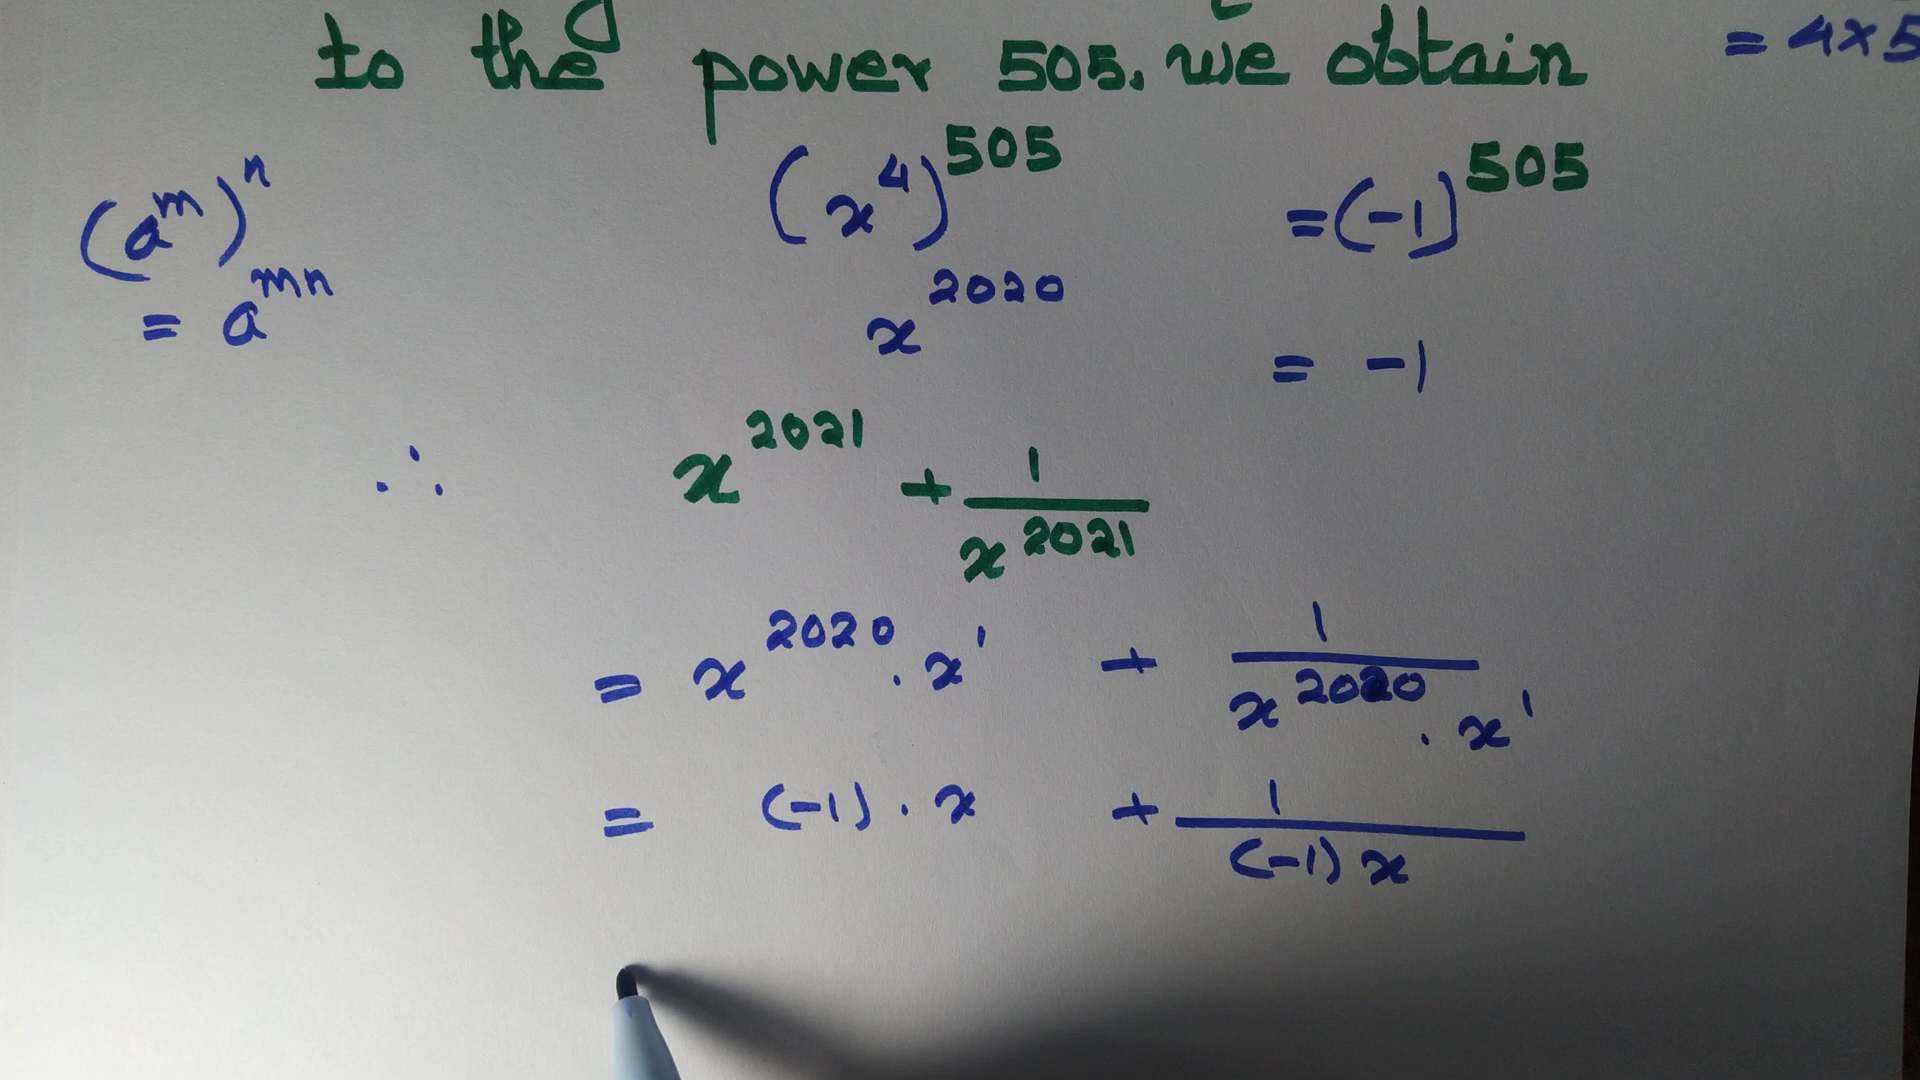 to the power 505. we obtain = 4×5
(a^m)^n (x^4)^505 = (-1)^505
= a^mn x^2020 = -1
∴ x^2021 + 1/x^2021
= x^2020 . x^1 + 1/x^2020 . x^1
= (-1) . x + 1/(-1) x